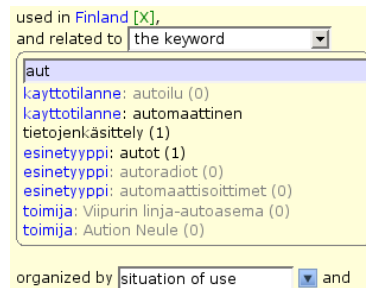 used in Finland [X],
and related to the keyword
aut
kayttotilanne: autoilu (0)
kayttotilanne: automaattinen
tietojenkäsittely (1)
esinetyyppi: autot (1)
esinetyyppi: autoradiot (0)
esinetyyppi: automaattisoittimet (0)
toimija: Viipurin linja-autoasema (0)
toimija: Aution Neule (0)
organized by situation of use and